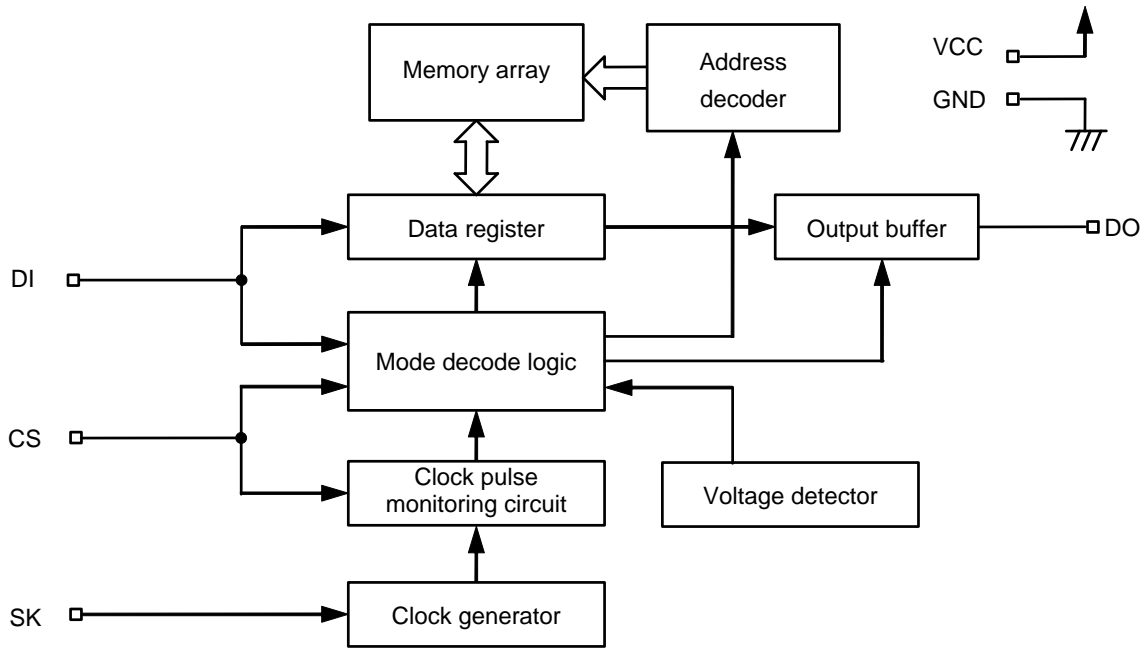 Memory array
Address
decoder
VCC
GND
Data register
Output buffer
DO
DI
Mode decode logic
CS
Clock pulse
monitoring circuit
Voltage detector
SK
Clock generator